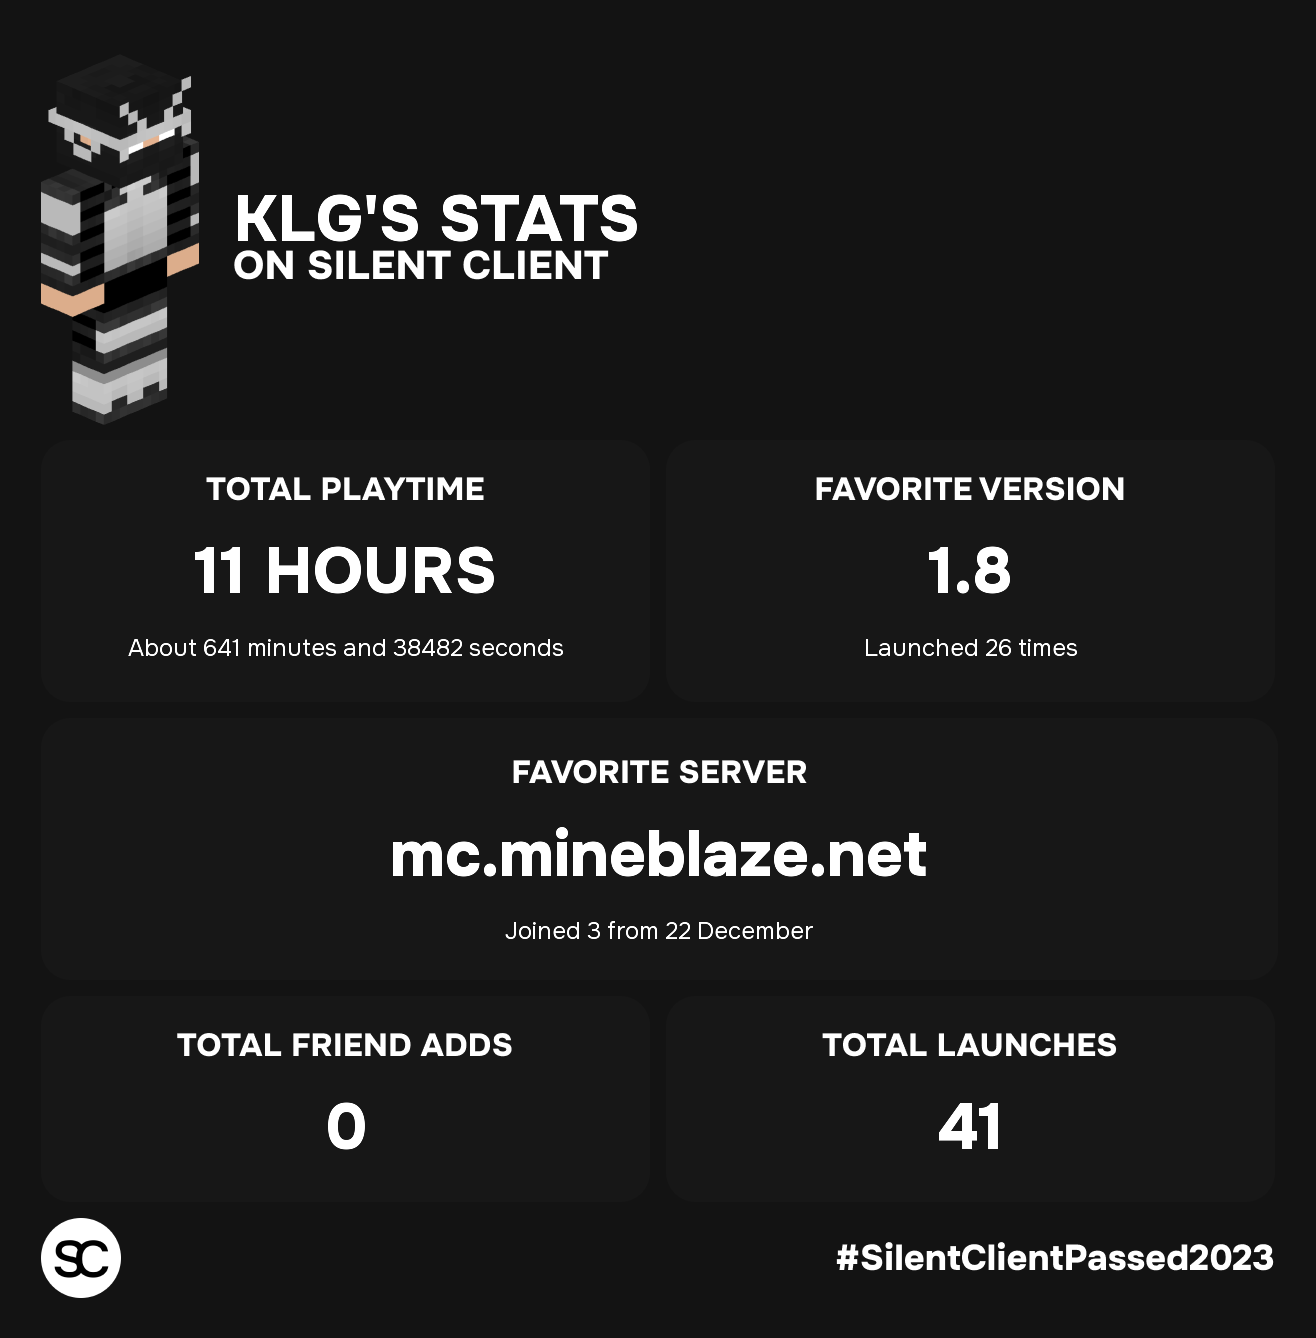 KLG'S STATS
ON SILENT CLIENT
TOTAL PLAYTIME
11 HOURS
About 641 minutes and 38482 seconds
FAVORITE VERSION
1.8
Launched 26 times
FAVORITE SERVER
mc.mineblaze.net
Joined 3 from 22 December
TOTAL FRIEND ADDS
0
TOTAL LAUNCHES
41
SC
#SilentClientPassed2023